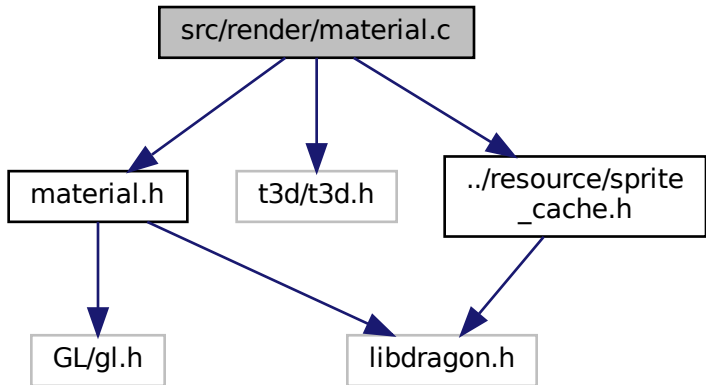 src/render/material.c
material.h
t3d/t3d.h
../resource/sprite
_cache.h
GL/gl.h
libdragon.h